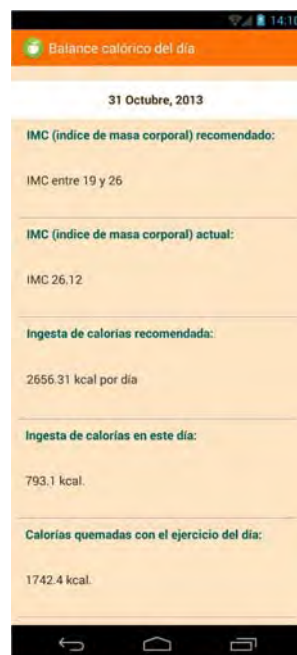 14:10
Balance calórico del día
31 Octubre, 2013
IMC (indice de masa corporal) recomendado:
IMC entre 19 y 26
IMC (indice de masa corporal) actual:
IMC 26.12
Ingesta de calorías recomendada:
2656.31 kcal por día
Ingesta de calorías en este día:
793.1 kcal.
Calorías quemadas con el ejercicio del día:
1742.4 kcal.